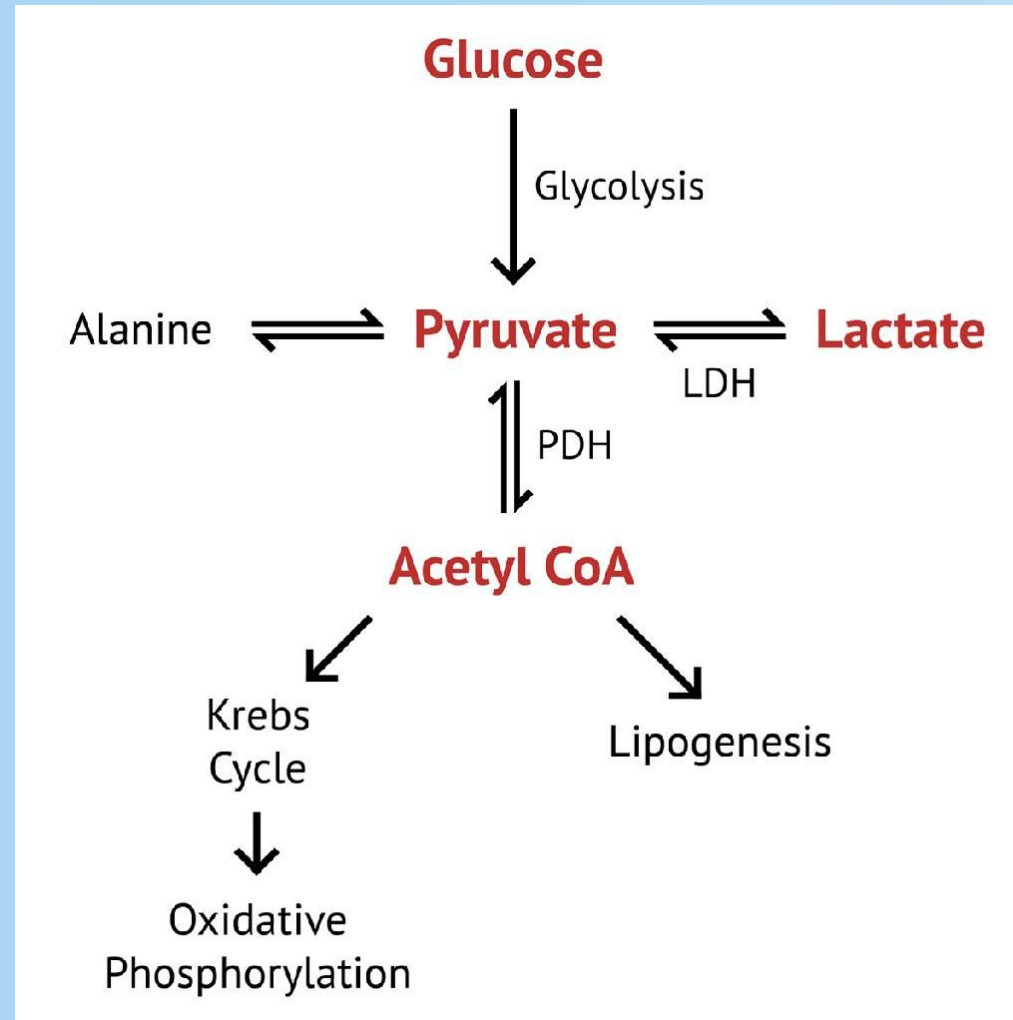 Glucose
Glycolysis
Alanine
Pyruvate
Lactate
LDH
PDH
Acetyl CoA
Krebs
Cycle
Lipogenesis
Oxidative
Phosphorylation